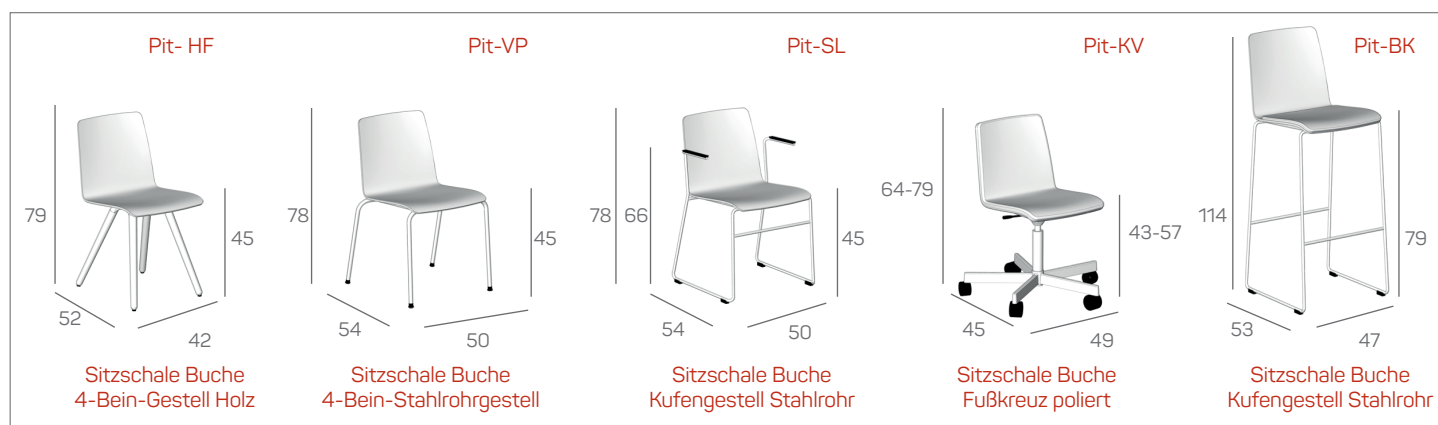 Pit- HF
79
45
52
42
Sitzschale Buche
4-Bein-Gestell Holz
Pit-VP
78
45
54
50
Sitzschale Buche
4-Bein-Stahlrohrgestell
Pit-SL
78
66
45
54
50
Sitzschale Buche
Kufengestell Stahlrohr
Pit-KV
64-79
43-57
45
49
Sitzschale Buche
Fußkreuz poliert
Pit-BK
114
79
53
47
Sitzschale Buche
Kufengestell Stahlrohr